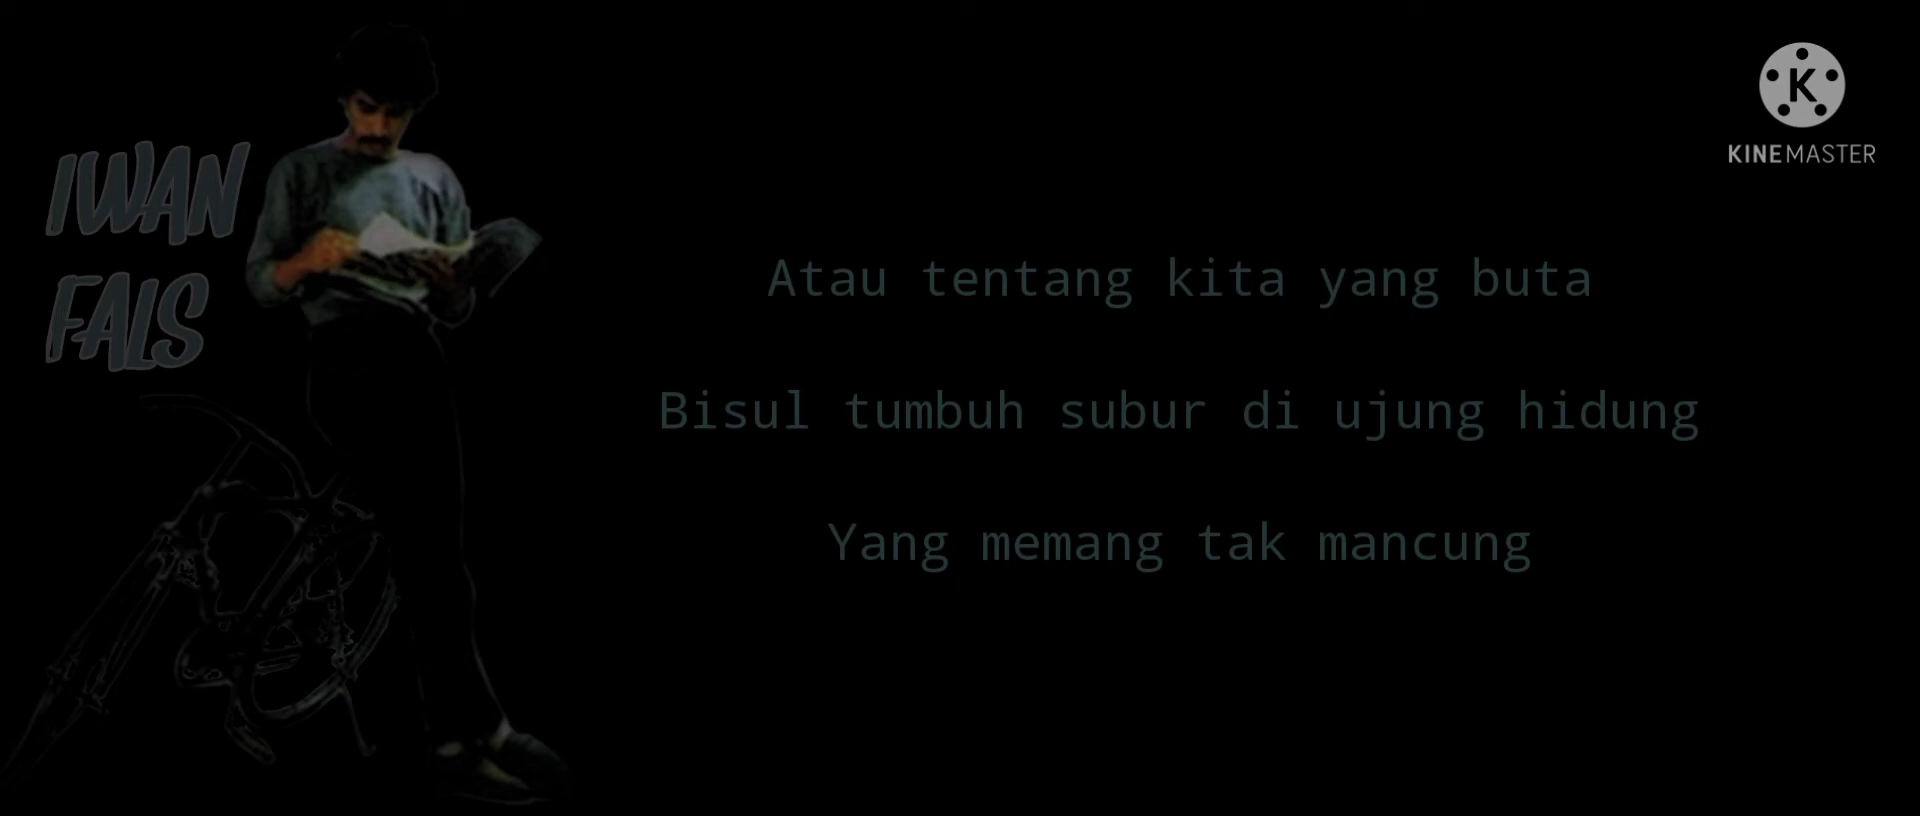 IWAN
FALS
K
KINEMASTER
Atau tentang kita yang buta
Bisul tumbuh subur di ujung hidung
Yang memang tak mancung